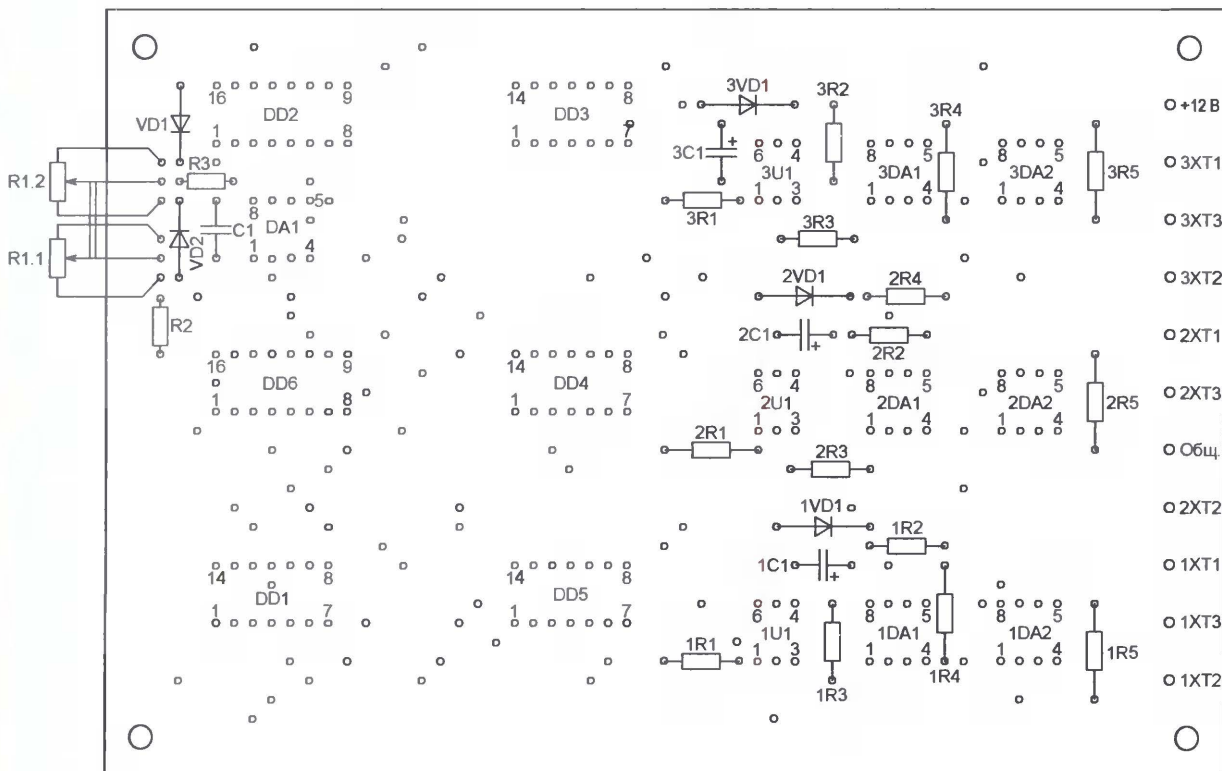 16 9
DD2
1 8
14 8
DD3
1 7
3VD1
3R2
3C1
6 4
3U1
1 3
3R1
3R3
8 5
3DA1
1 4
3R4
8 5
3DA2
1 4
3R5
+12 В
3XT1
3XT3
3XT2
VD1
R1.2
R3
R1.1
VD2
C1
8 5
DA1
1 4
R2
2VD1
2R4
2C1
+
2R2
2XT1
2XT3
Общ.
2XT2
16 9
DD6
1 8
14 8
DD4
1 7
6 4
2U1
1 3
2R1
2R3
8 5
2DA1
1 4
8 5
2DA2
1 4
2R5
1VD1
1R2
1C1
+
1XT1
1XT3
1XT2
14 8
DD1
1 7
14 8
DD5
1 7
6 4
1U1
1 3
1R1
1R3
8 5
1DA1
1 4
1R4
8 5
1DA2
1 4
1R5